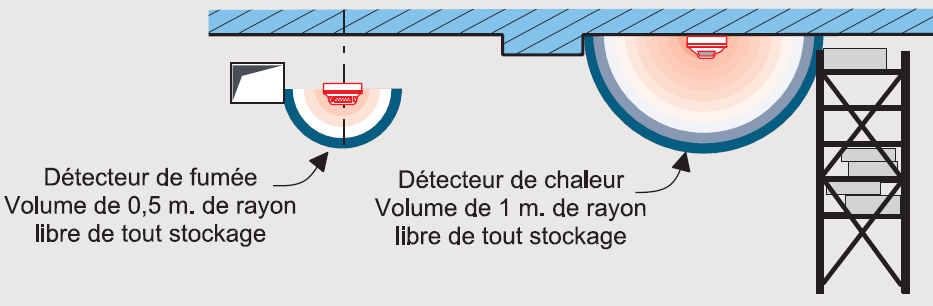 Détecteur de fumée
Volume de 0,5 m. de rayon
libre de tout stockage
Détecteur de chaleur
Volume de 1 m. de rayon
libre de tout stockage